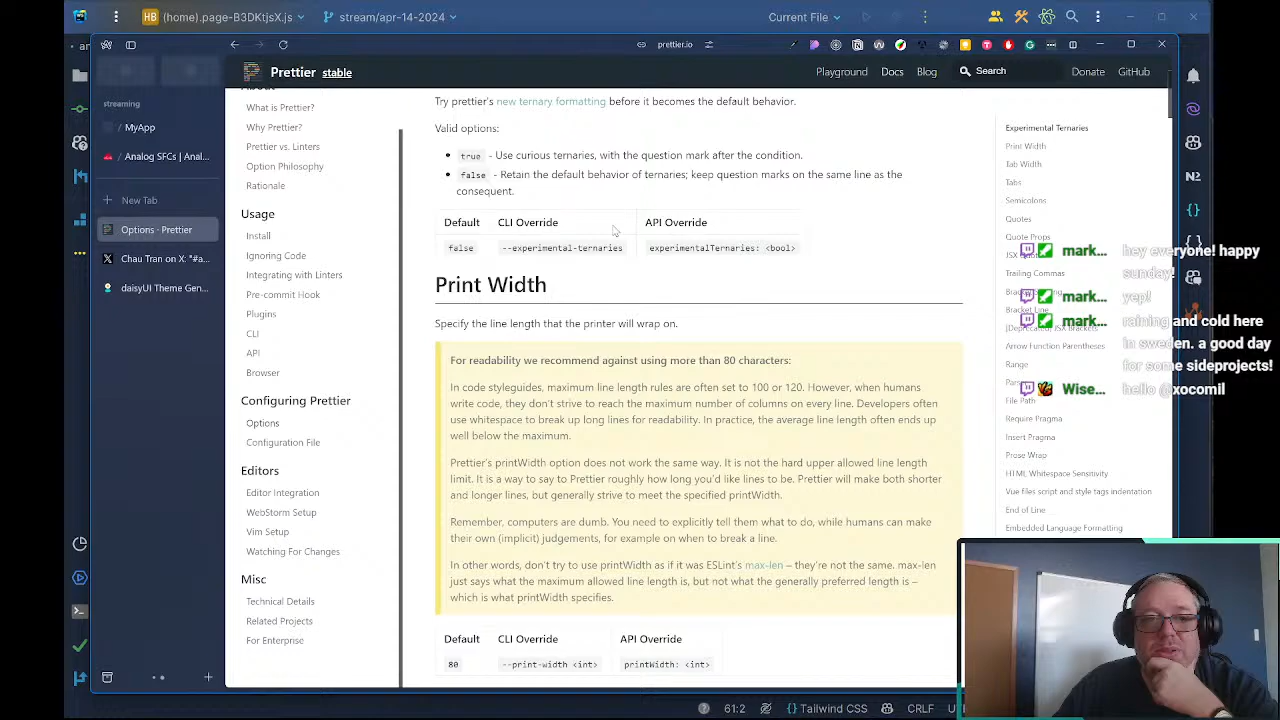 HB (home).page-B3DKtjsX.js
stream/apr-14-2024
Current File
prettier.io
Prettier stable
Playground
Docs
Blog
Search
Donate
GitHub
streaming
/ MyApp
/ Analog SFCs | Anal...
New Tab
Options · Prettier
Chau Tran on X: "#a...
daisyUI Theme Gen...
About
What is Prettier?
Why Prettier?
Prettier vs. Linters
Option Philosophy
Rationale
Usage
Install
Ignoring Code
Integrating with Linters
Pre-commit Hook
Plugins
CLI
API
Browser
Configuring Prettier
Options
Configuration File
Editors
Editor Integration
WebStorm Setup
Vim Setup
Watching For Changes
Misc
Technical Details
Related Projects
For Enterprise
Try prettier's new ternary formatting before it becomes the default behavior.
Valid options:
true - Use curious ternaries, with the question mark after the condition.
false - Retain the default behavior of ternaries; keep question marks on the same line as the
consequent.
Default CLI Override API Override
false --experimental-ternaries experimentalTernaries: <bool>
Print Width
Specify the line length that the printer will wrap on.
For readability we recommend against using more than 80 characters:
In code styleguides, maximum line length rules are often set to 100 or 120. However, when humans
write code, they don't strive to reach the maximum number of columns on every line. Developers often
use whitespace to break up long lines for readability. In practice, the average line length often ends up
well below the maximum.
Prettier's printWidth option does not work the same way. It is not the hard upper allowed line length
limit. It is a way to say to Prettier roughly how long you'd like lines to be. Prettier will make both shorter
and longer lines, but generally strive to meet the specified printWidth.
Remember, computers are dumb. You need to explicitly tell them what to do, while humans can make
their own (implicit) judgements, for example on when to break a line.
In other words, don't try to use printWidth as if it was ESLint's max-len – they're not the same. max-len
just says what the maximum allowed line length is, but not what the generally preferred length is –
which is what printWidth specifies.
Default CLI Override API Override
80 --print-width <int> printWidth: <int>
Experimental Ternaries
Print Width
Tab Width
Tabs
Semicolons
Quotes
Quote Props
Trailing Commas
Bracket Line
Arrow Function Parentheses
Range
File Path
Require Pragma
Insert Pragma
Prose Wrap
HTML Whitespace Sensitivity
Vue files script and style tags indentation
End of Line
Embedded Language Formatting
mark... hey everyone! happy
sunday!
mark... yep!
mark... raining and cold here
in sweden. a good day
for some sideprojects!
Wise... hello @xocomil
61:2
Tailwind CSS
CRLF